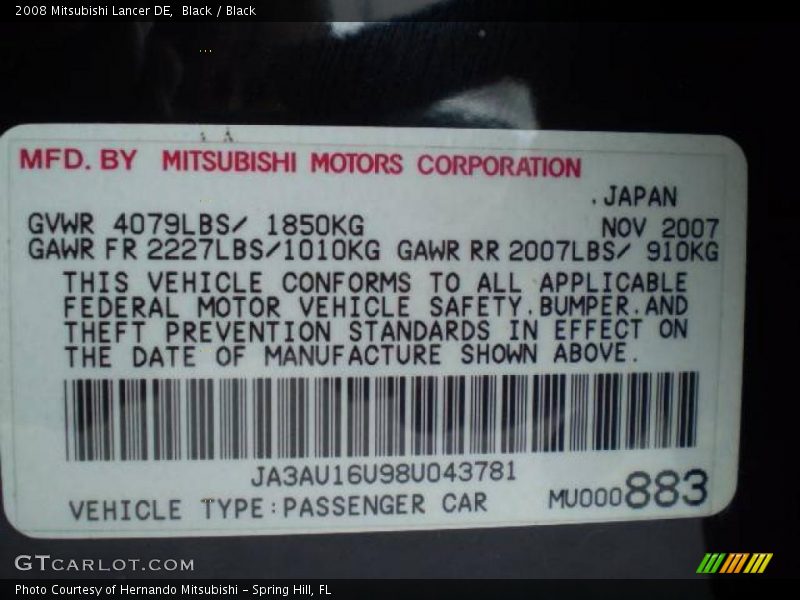 2008 Mitsubishi Lancer DE,  Black / Black
MFD. BY MITSUBISHI MOTORS CORPORATION
.JAPAN
GVWR 4079LBS/ 1850KG NOV 2007
GAWR FR 2227LBS/1010KG GAWR RR 2007LBS/ 910KG
THIS VEHICLE CONFORMS TO ALL APPLICABLE
FEDERAL MOTOR VEHICLE SAFETY.BUMPER.AND
THEFT PREVENTION STANDARDS IN EFFECT ON
THE DATE OF MANUFACTURE SHOWN ABOVE.
JA3AU16U98U043781
VEHICLE TYPE:PASSENGER CAR MU000883
GTCARLOT.COM
Photo Courtesy of Hernando Mitsubishi - Spring Hill, FL